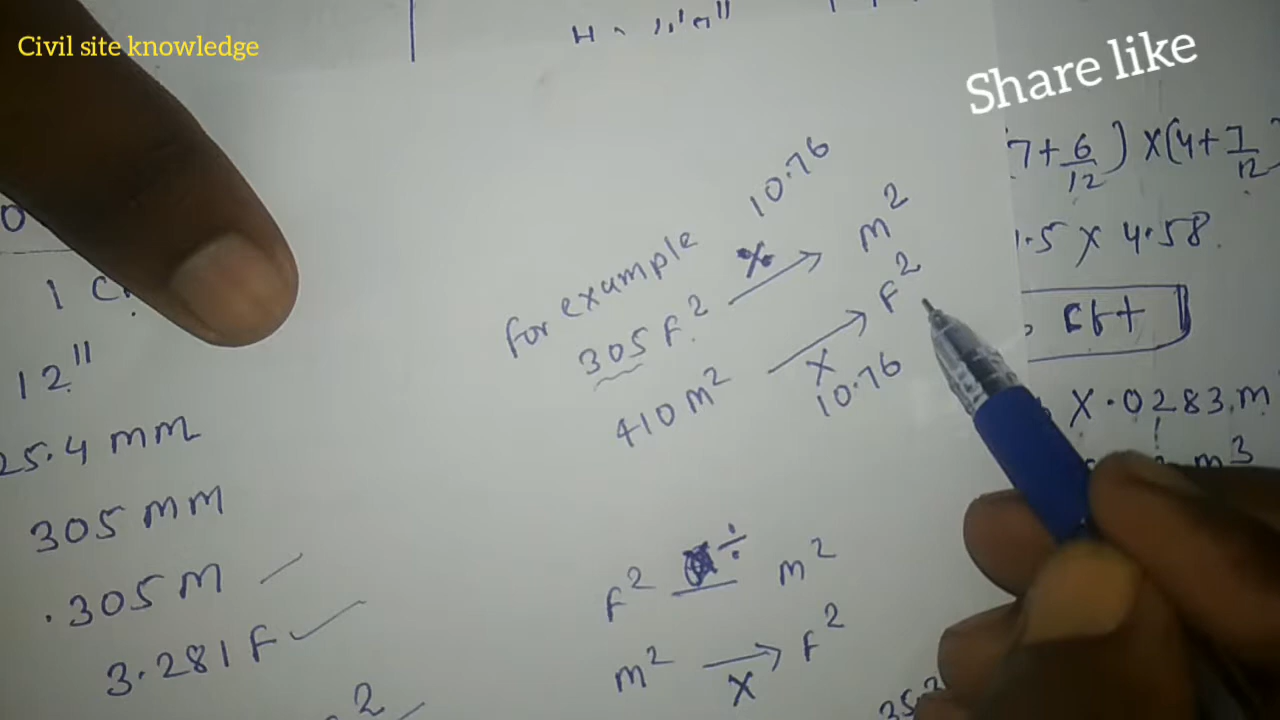 Civil site knowledge
Share like
10.76
For example
305 F.² → m²
410 m² → F²
X
10.76
F² ÷ m²
m² → F²
X
12"
25.4 mm
305 mm
.305 M
3.281 F
7+6/12) X (4+7/12
.5 X 4.58
cft
X .0283 m
m3